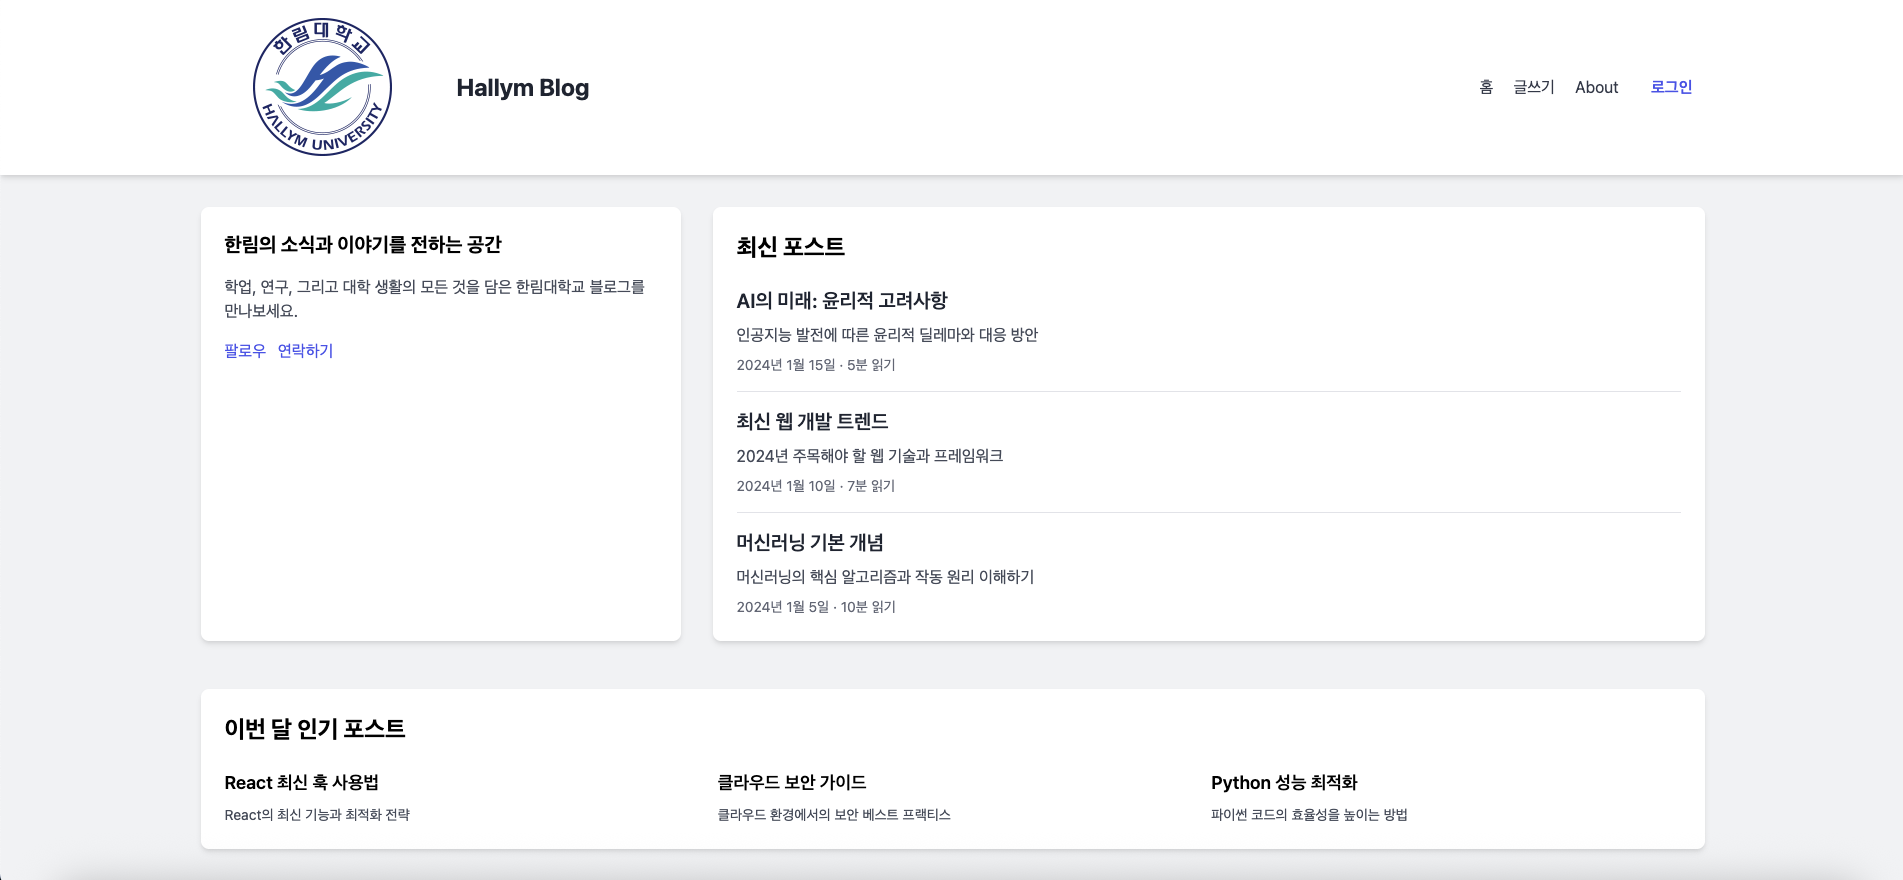 한림대학교
HALLYM UNIVERSITY
Hallym Blog
홈 글쓰기 About 로그인
한림의 소식과 이야기를 전하는 공간
학업, 연구, 그리고 대학 생활의 모든 것을 담은 한림대학교 블로그를
만나보세요.
팔로우 연락하기
최신 포스트
AI의 미래: 윤리적 고려사항
인공지능 발전에 따른 윤리적 딜레마와 대응 방안
2024년 1월 15일 · 5분 읽기
최신 웹 개발 트렌드
2024년 주목해야 할 웹 기술과 프레임워크
2024년 1월 10일 · 7분 읽기
머신러닝 기본 개념
머신러닝의 핵심 알고리즘과 작동 원리 이해하기
2024년 1월 5일 · 10분 읽기
이번 달 인기 포스트
React 최신 훅 사용법
React의 최신 기능과 최적화 전략
클라우드 보안 가이드
클라우드 환경에서의 보안 베스트 프랙티스
Python 성능 최적화
파이썬 코드의 효율성을 높이는 방법